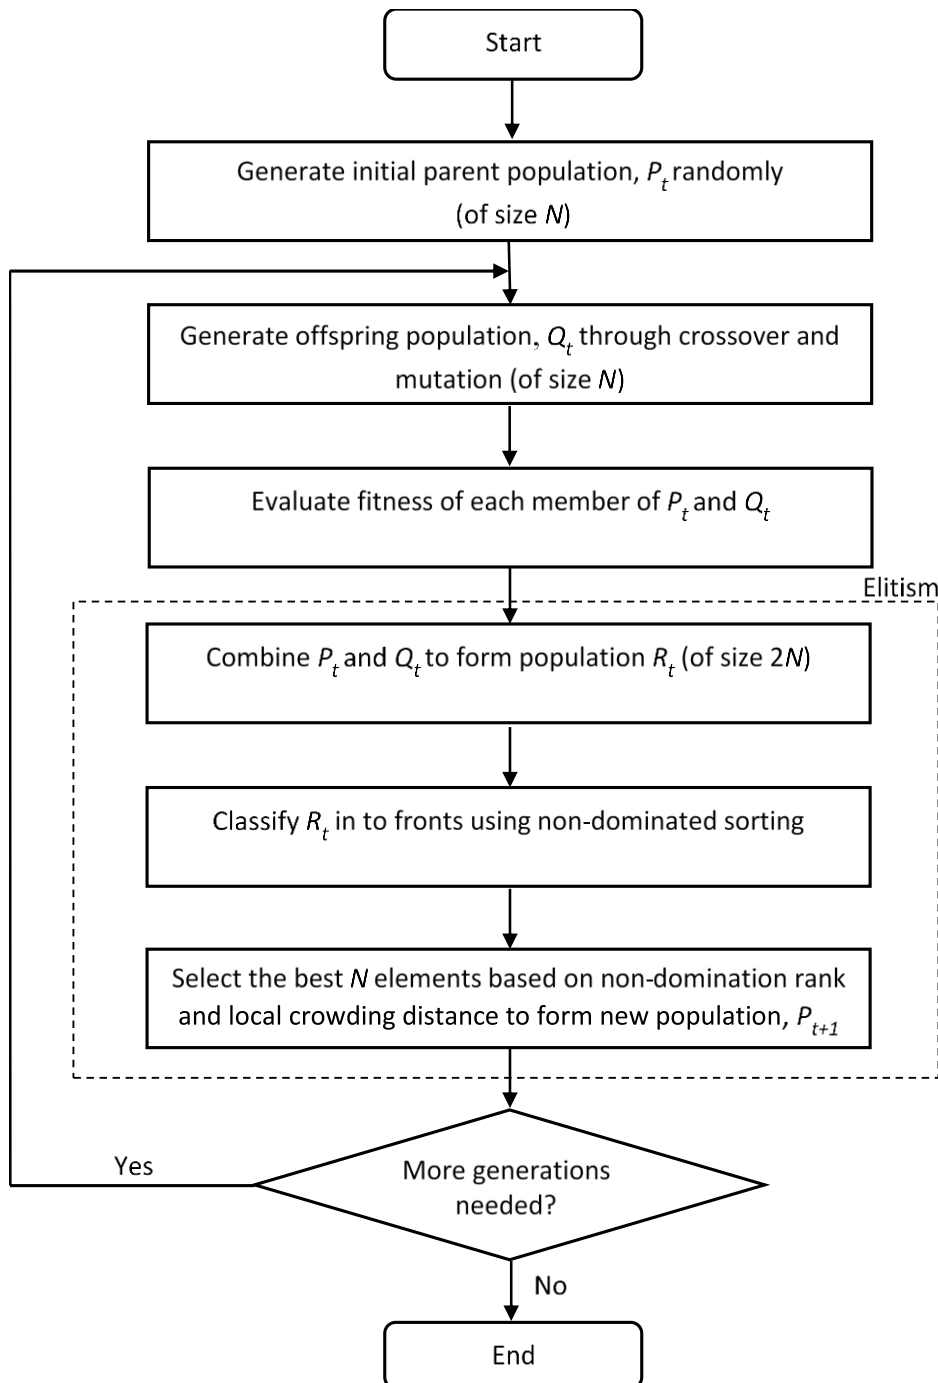 Start
Generate initial parent population, Pt randomly
(of size N)
Generate offspring population, Qt through crossover and
mutation (of size N)
Evaluate fitness of each member of Pt and Qt
Elitism
Combine Pt and Qt to form population Rt (of size 2N)
Classify Rt in to fronts using non-dominated sorting
Select the best N elements based on non-domination rank
and local crowding distance to form new population, Pt+1
More generations
needed?
Yes
No
End